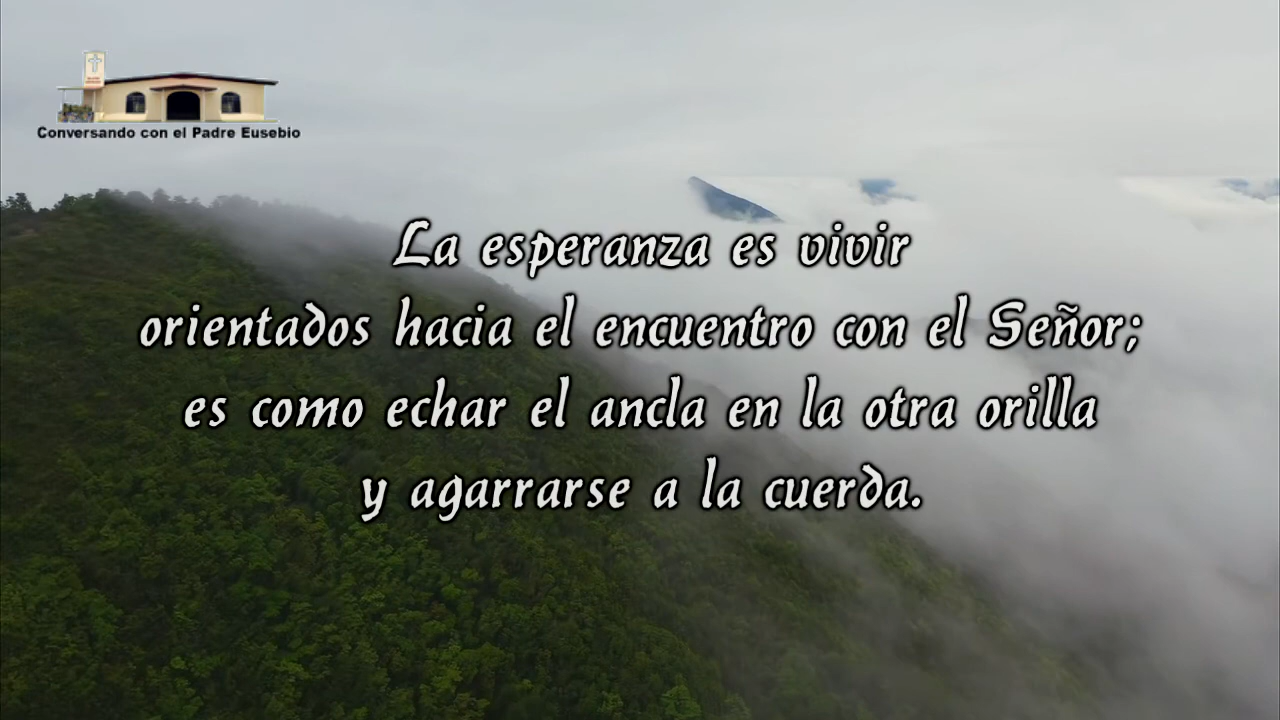 Conversando con el Padre Eusebio
La esperanza es vivir
orientados hacia el encuentro con el Señor;
es como echar el ancla en la otra orilla
y agarrarse a la cuerda.